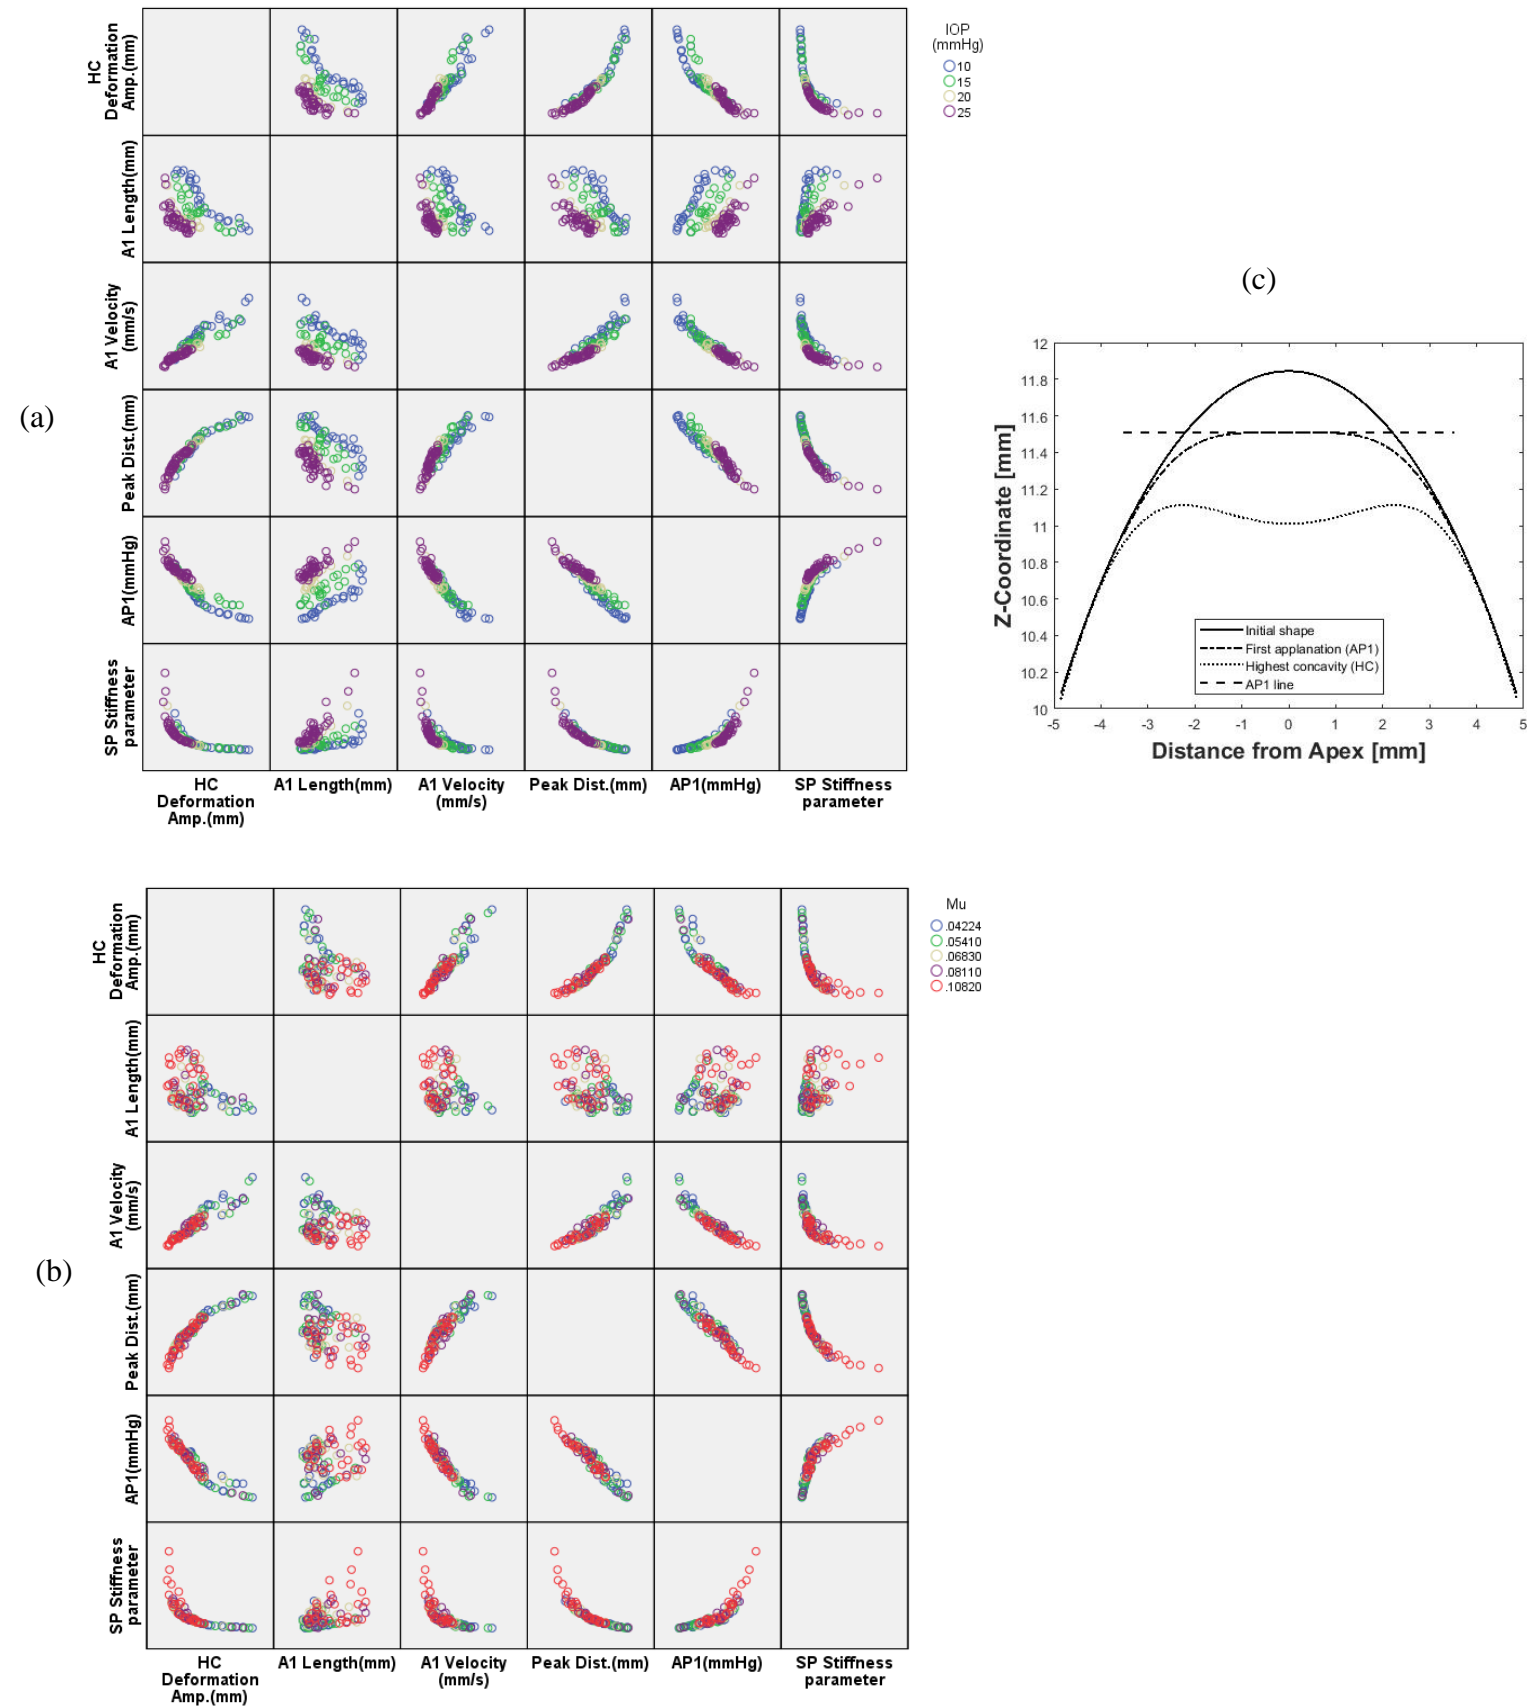 (a)
HC
Deformation
Amp.(mm)
A1 Length(mm)
A1 Velocity
(mm/s)
Peak Dist.(mm)
AP1(mmHg)
SP Stiffness
parameter
HC
Deformation
Amp.(mm)
A1 Length(mm)
A1 Velocity
(mm/s)
Peak Dist.(mm)
AP1(mmHg)
SP Stiffness
parameter
IOP
(mmHg)
10
15
20
25
(c)
Z-Coordinate [mm]
12
11.8
11.6
11.4
11.2
11
10.8
10.6
10.4
10.2
10
-5 -4 -3 -2 -1 0 1 2 3 4 5
Distance from Apex [mm]
Initial shape
First applanation (AP1)
Highest concavity (HC)
AP1 line
(b)
HC
Deformation
Amp.(mm)
A1 Length(mm)
A1 Velocity
(mm/s)
Peak Dist.(mm)
AP1(mmHg)
SP Stiffness
parameter
HC
Deformation
Amp.(mm)
A1 Length(mm)
A1 Velocity
(mm/s)
Peak Dist.(mm)
AP1(mmHg)
SP Stiffness
parameter
Mu
.04224
.05410
.06830
.08110
.10820